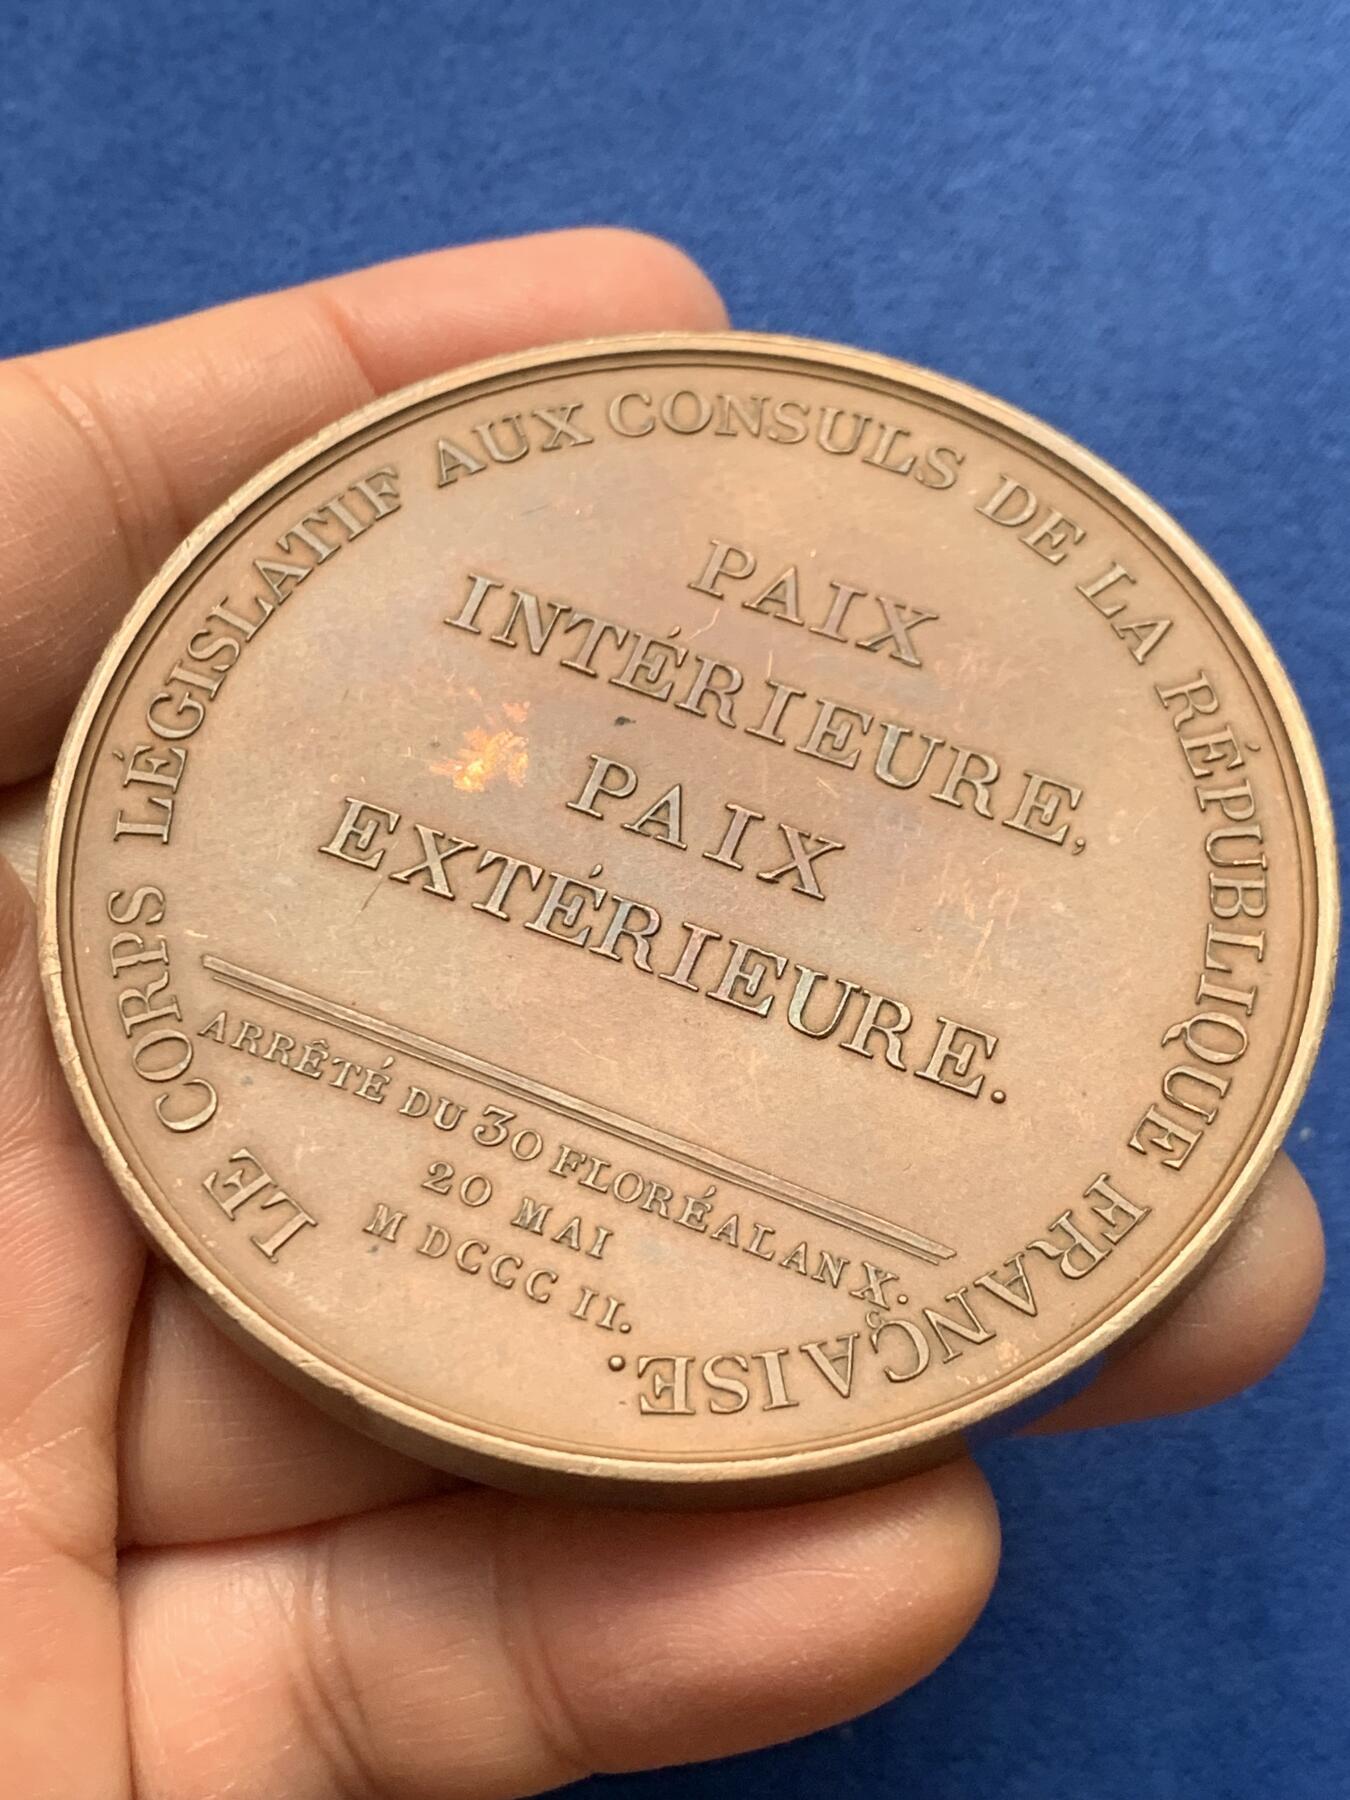 LE CORPS LÉGISLATIF AUX CONSULS DE LA RÉPUBLIQUE FRANÇAISE.
PAIX
INTÉRIEURE,
PAIX
EXTÉRIEURE.
ARRÊTÉ DU 30 FLORÉAL AN X.
20 MAI
M DCCC II.